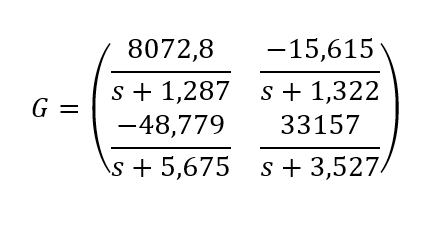 8072,8 −15,615
s + 1,287 s + 1,322
G =
−48,779 33157
s + 5,675 s + 3,527